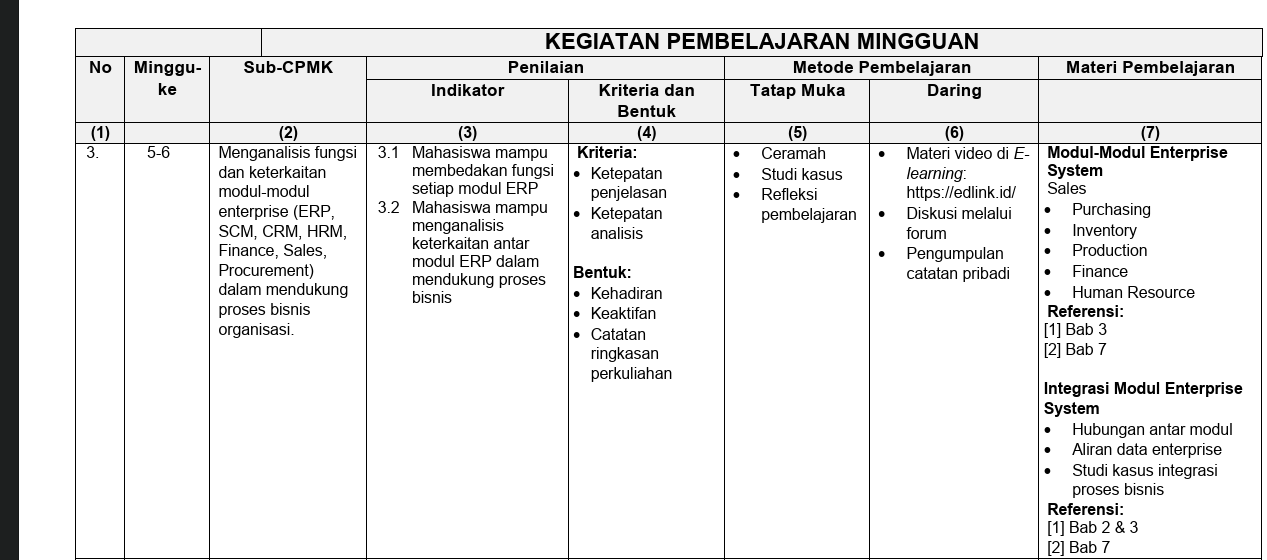 KEGIATAN PEMBELAJARAN MINGGUAN
No
Minggu-
ke
Sub-CPMK
Penilaian
Metode Pembelajaran
Materi Pembelajaran
Indikator
Kriteria dan
Bentuk
Tatap Muka
Daring
(1)
(2)
(3)
(4)
(5)
(6)
(7)
3.
5-6
Menganalisis fungsi
dan keterkaitan
modul-modul
enterprise (ERP,
SCM, CRM, HRM,
Finance, Sales,
Procurement)
dalam mendukung
proses bisnis
organisasi.
3.1 Mahasiswa mampu
membedakan fungsi
setiap modul ERP
3.2 Mahasiswa mampu
menganalisis
keterkaitan antar
modul ERP dalam
mendukung proses
bisnis
Kriteria:
• Ketepatan
penjelasan
• Ketepatan
analisis
Bentuk:
• Kehadiran
• Keaktifan
• Catatan
ringkasan
perkuliahan
• Ceramah
• Studi kasus
• Refleksi
pembelajaran
• Materi video di E-
learning:
https://edlink.id/
• Diskusi melalui
forum
• Pengumpulan
catatan pribadi
Modul-Modul Enterprise
System
Sales
• Purchasing
• Inventory
• Production
• Finance
• Human Resource
Referensi:
[1] Bab 3
[2] Bab 7
Integrasi Modul Enterprise
System
• Hubungan antar modul
• Aliran data enterprise
• Studi kasus integrasi
proses bisnis
Referensi:
[1] Bab 2 & 3
[2] Bab 7